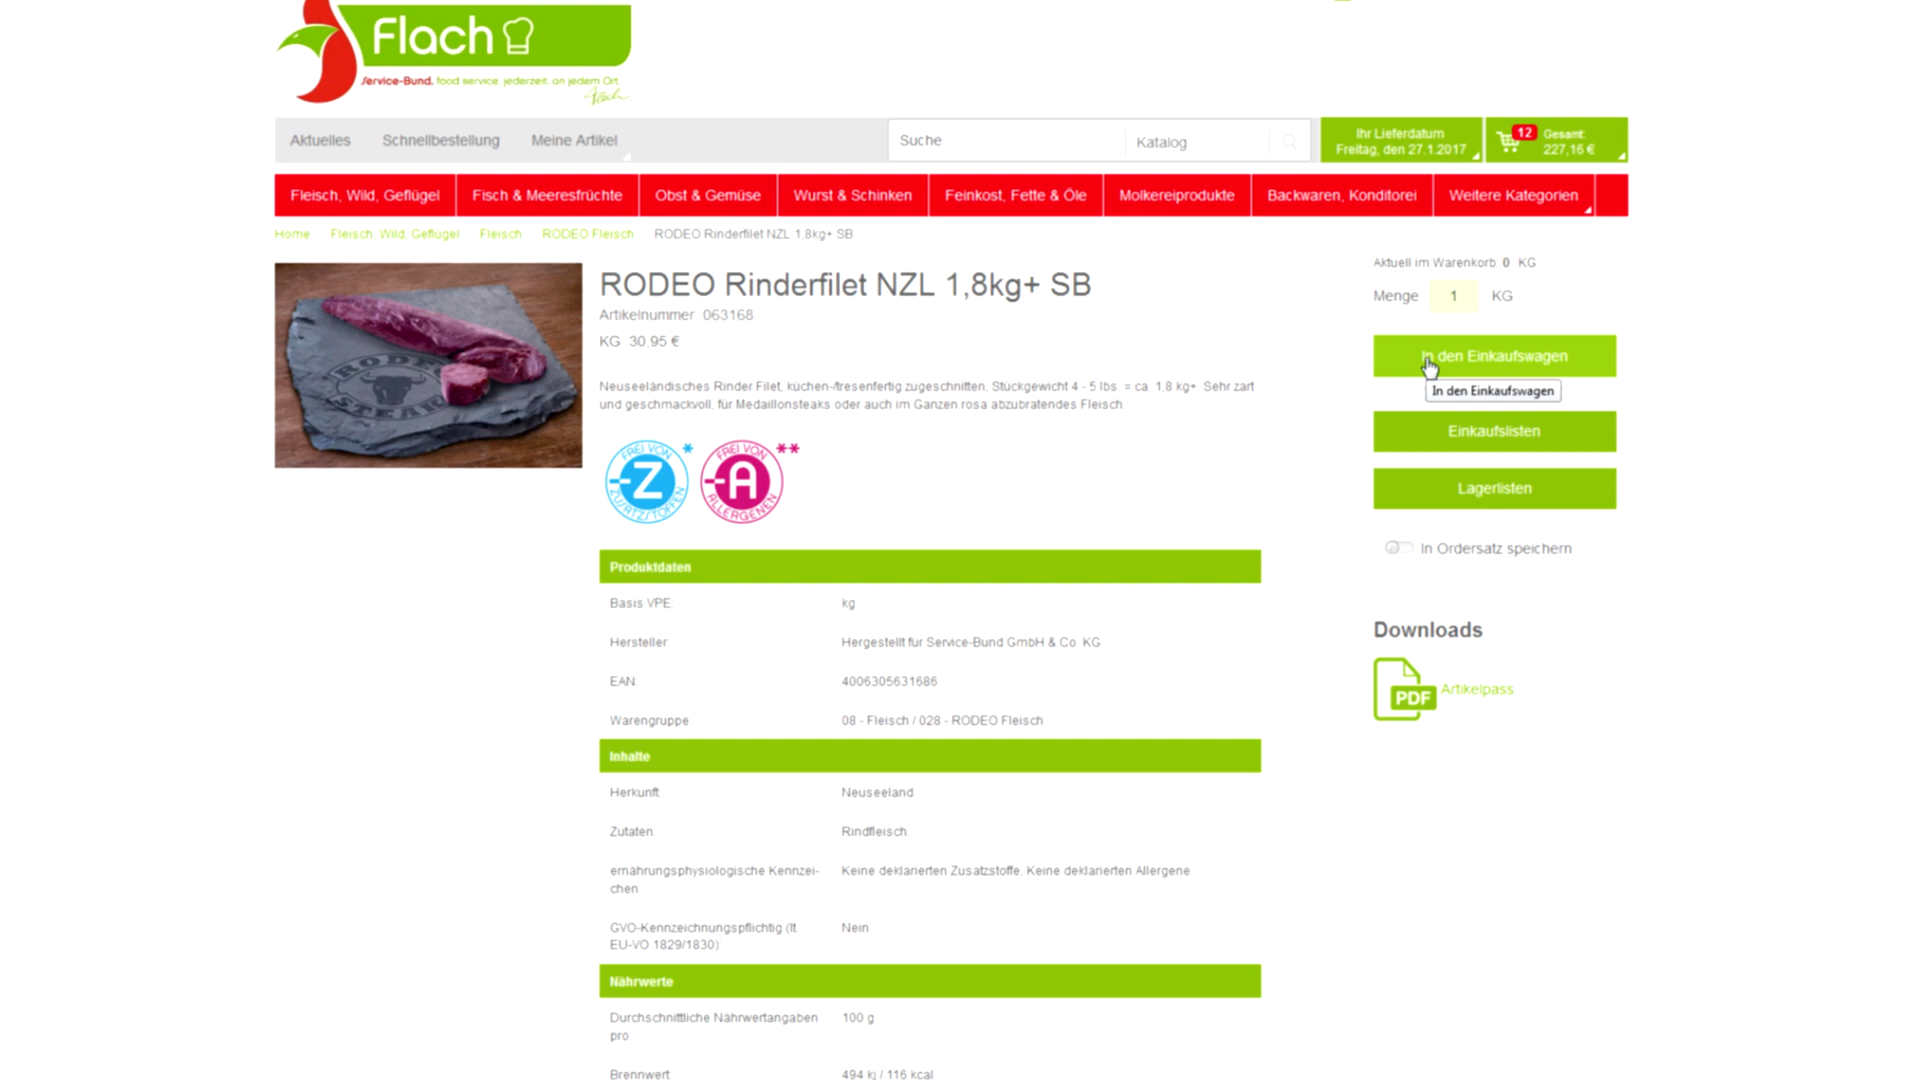 Flach
Service-Bund. food service. jederzeit. an jedem Ort.
Flach
Aktuelles Schnellbestellung Meine Artikel Suche Katalog
Ihr Lieferdatum
Freitag, den 27.1.2017
12 Gesamt:
227,16 €
Fleisch, Wild, Geflügel Fisch & Meeresfrüchte Obst & Gemüse Wurst & Schinken Feinkost, Fette & Öle Molkereiprodukte Backwaren, Konditorei Weitere Kategorien
Home Fleisch, Wild, Geflügel Fleisch RODEO Fleisch RODEO Rinderfilet NZL 1,8kg+ SB
RODEO
STEAK
RODEO Rinderfilet NZL 1,8kg+ SB
Artikelnummer 063168
KG 30,95 €
Neuseeländisches Rinder Filet, küchen-/tresenfertig zugeschnitten, Stückgewicht 4 - 5 lbs = ca. 1,8 kg+ Sehr zart
und geschmackvoll, für Medaillonsteaks oder auch im Ganzen rosa abzubratendes Fleisch.
FREI VON * FREI VON **
-Z -A
ZUSATZSTOFFEN ALLERGENEN
Aktuell im Warenkorb 0 KG
Menge 1 KG
In den Einkaufswagen
In den Einkaufswagen
Einkaufslisten
Lagerlisten
In Ordersatz speichern
Downloads
PDF Artikelpass
Produktdaten
Basis VPE: kg
Hersteller Hergestellt für Service-Bund GmbH & Co. KG
EAN: 4006305631686
Warengruppe 08 - Fleisch / 028 - RODEO Fleisch
Inhalte
Herkunft: Neuseeland
Zutaten: Rindfleisch.
ernährungsphysiologische Kennzei- Keine deklarierten Zusatzstoffe, Keine deklarierten Allergene
chen
GVO-Kennzeichnungspflichtig (lt. Nein
EU-VO 1829/1830):
Nährwerte
Durchschnittliche Nährwertangaben 100 g
pro
Brennwert 494 kj / 116 kcal